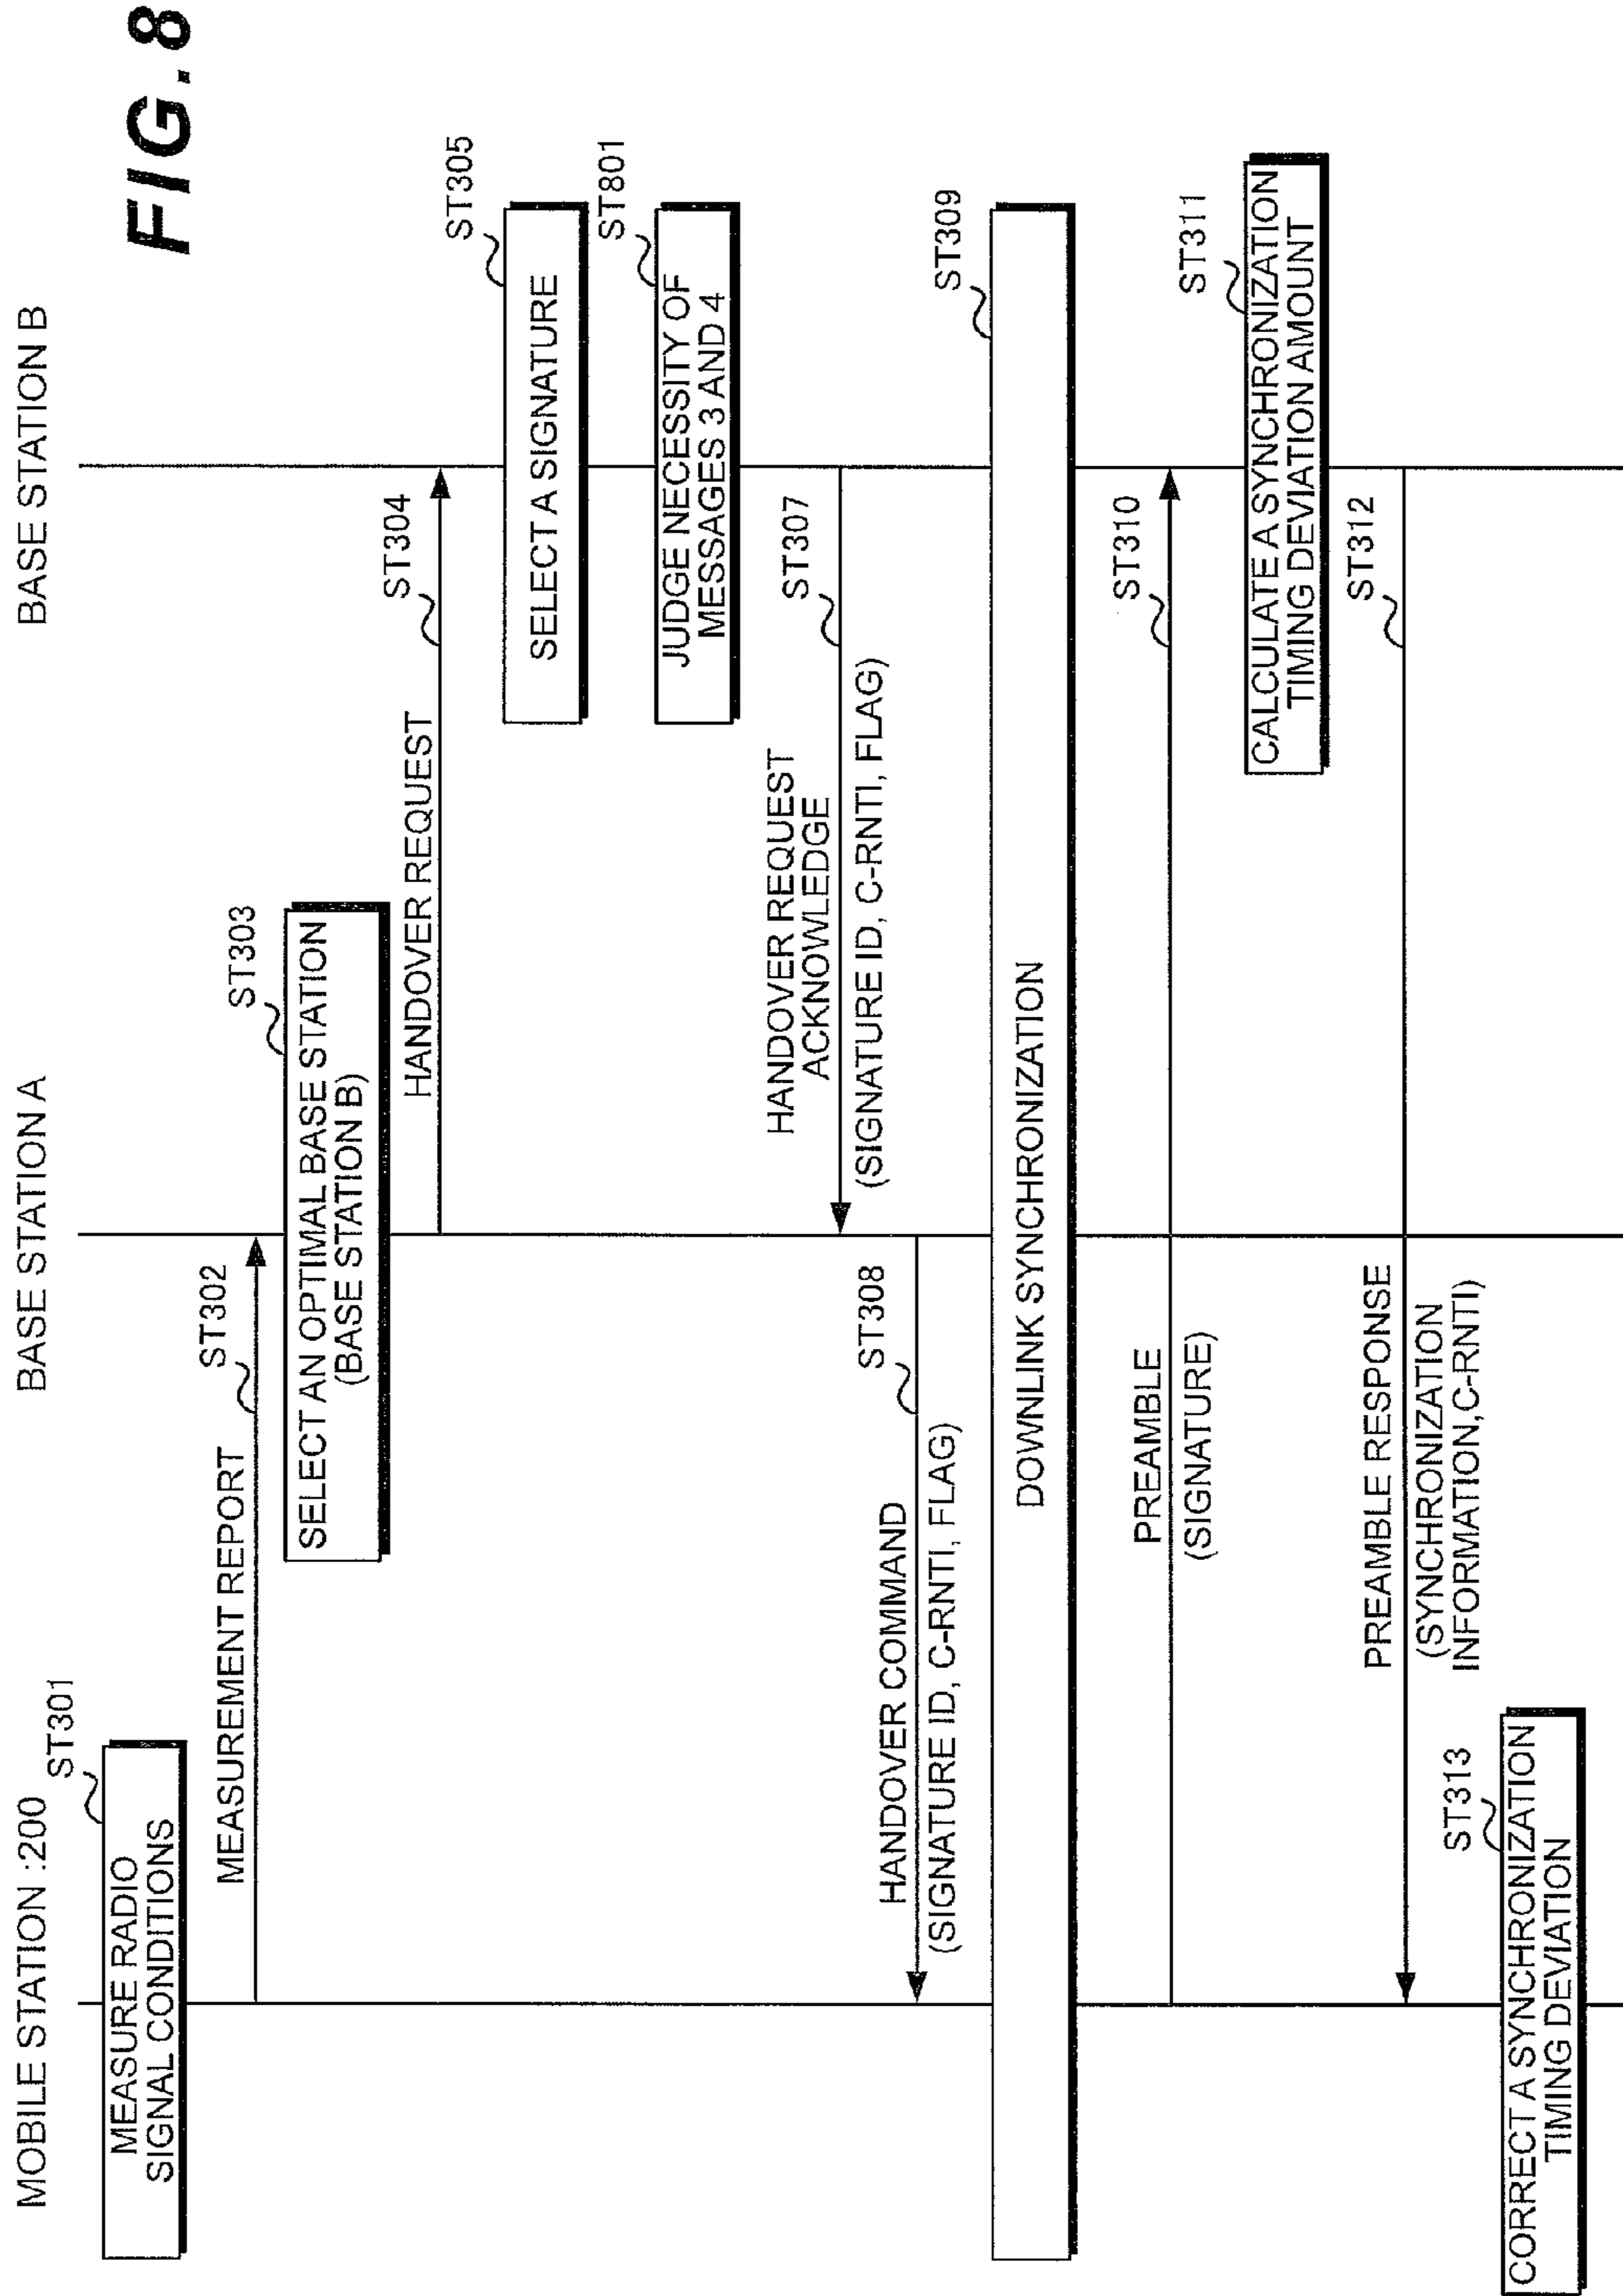 FIG. 8
MOBILE STATION :200
BASE STATION A
BASE STATION B
ST301
MEASURE RADIO
SIGNAL CONDITIONS
ST302
MEASUREMENT REPORT
ST303
SELECT AN OPTIMAL BASE STATION
(BASE STATION B)
ST304
HANDOVER REQUEST
ST305
SELECT A SIGNATURE
ST801
JUDGE NECESSITY OF
MESSAGES 3 AND 4
ST307
HANDOVER REQUEST
ACKNOWLEDGE
(SIGNATURE ID, C-RNTI, FLAG)
ST308
HANDOVER COMMAND
(SIGNATURE ID, C-RNTI, FLAG)
ST309
DOWNLINK SYNCHRONIZATION
ST310
PREAMBLE
(SIGNATURE)
ST311
CALCULATE A SYNCHRONIZATION
TIMING DEVIATION AMOUNT
ST312
PREAMBLE RESPONSE
(SYNCHRONIZATION
INFORMATION,C-RNTI)
ST313
CORRECT A SYNCHRONIZATION
TIMING DEVIATION